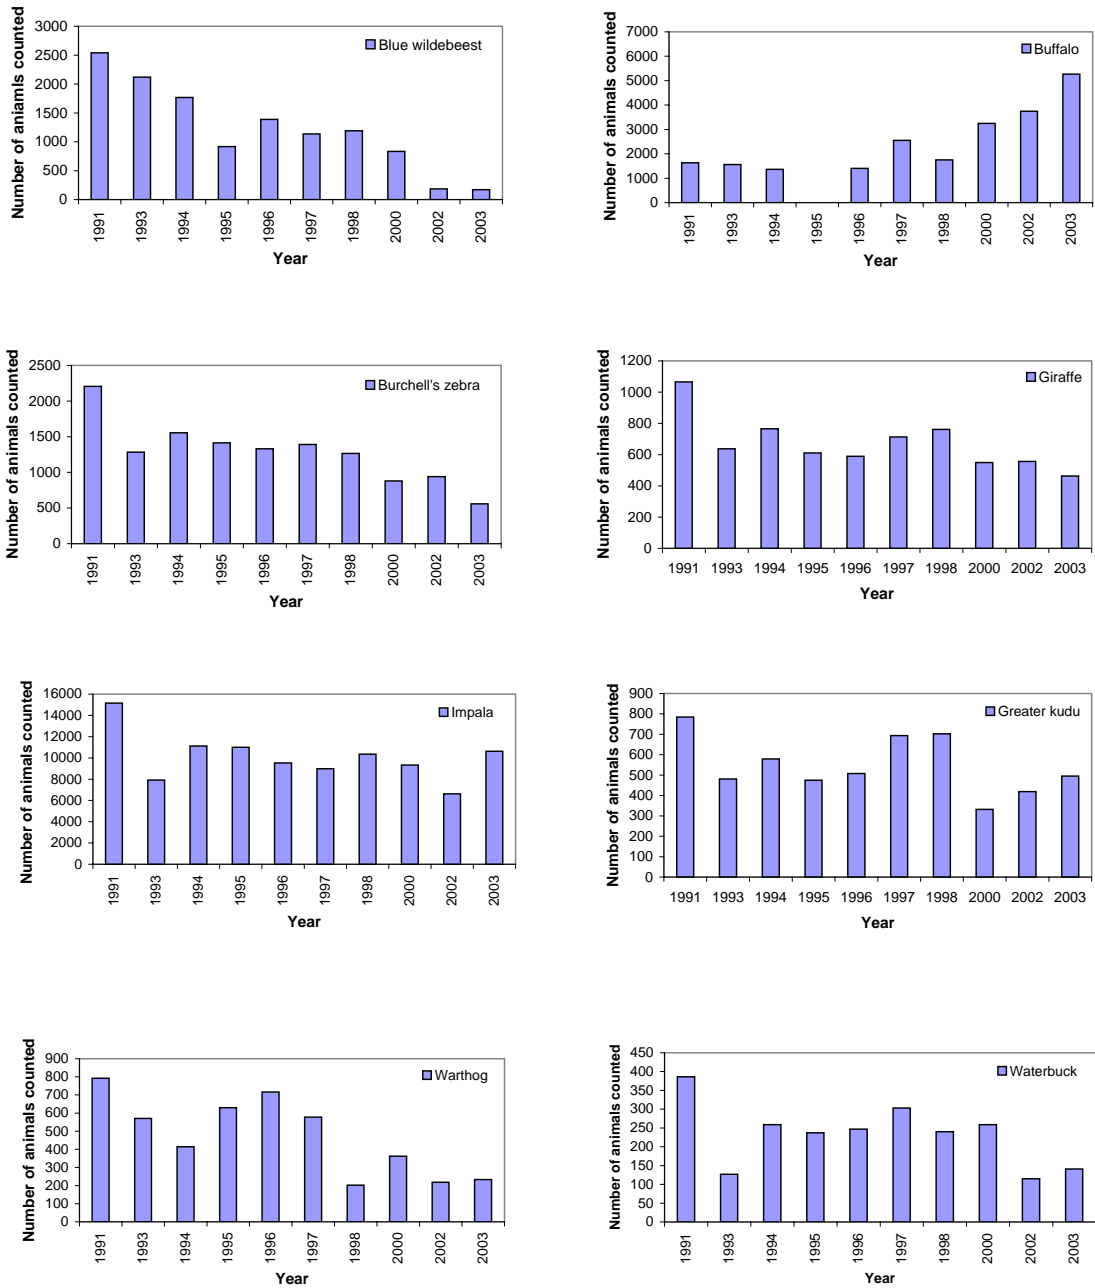 Number of aniamls counted
3000
2500
2000
1500
1000
500
0
Blue wildebeest
1991 1993 1994 1995 1996 1997 1998 2000 2002 2003
Year
Number of animals counted
7000
6000
5000
4000
3000
2000
1000
0
Buffalo
1991 1993 1994 1995 1996 1997 1998 2000 2002 2003
Year
Number of animals counted
2500
2000
1500
1000
500
0
Burchell's zebra
1991 1993 1994 1995 1996 1997 1998 2000 2002 2003
Year
Number of animals counted
1200
1000
800
600
400
200
0
Giraffe
1991 1993 1994 1995 1996 1997 1998 2000 2002 2003
Year
Number of animals counted
16000
14000
12000
10000
8000
6000
4000
2000
0
Impala
1991 1993 1994 1995 1996 1997 1998 2000 2002 2003
Year
Number of animals counted
900
800
700
600
500
400
300
200
100
0
Greater kudu
1991 1993 1994 1995 1996 1997 1998 2000 2002 2003
Year
Number of animals counted
900
800
700
600
500
400
300
200
100
0
Warthog
1991 1993 1994 1995 1996 1997 1998 2000 2002 2003
Year
Number of animals counted
450
400
350
300
250
200
150
100
50
0
Waterbuck
1991 1993 1994 1995 1996 1997 1998 2000 2002 2003
Year